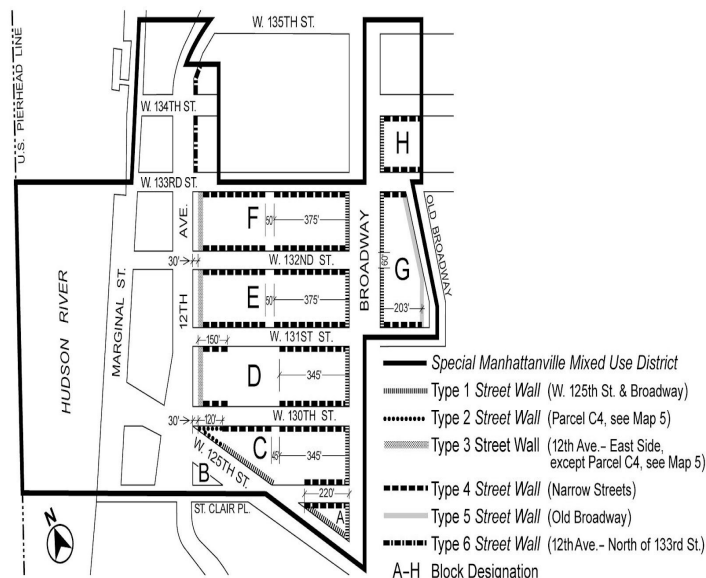 W. 135TH ST.
U.S. PIERHEAD LINE
W. 134TH ST.
H
W. 133RD ST.
AVE.
F
50'
375'
BROADWAY
OLD BROADWAY
30'
W. 132ND ST.
60'
G
HUDSON RIVER
MARGINAL ST.
12TH
E
50'
375'
203'
W. 131ST ST.
150'
D
345'
W. 130TH ST.
30'
120'
C
45'
345'
W. 125TH ST.
B
220'
A
ST. CLAIR PL.
N
Special Manhattanville Mixed Use District
Type 1 Street Wall (W. 125th St. & Broadway)
Type 2 Street Wall (Parcel C4, see Map 5)
Type 3 Street Wall (12th Ave.– East Side,
except Parcel C4, see Map 5)
Type 4 Street Wall (Narrow Streets)
Type 5 Street Wall (Old Broadway)
Type 6 Street Wall (12th Ave.– North of 133rd St.)
A–H Block Designation